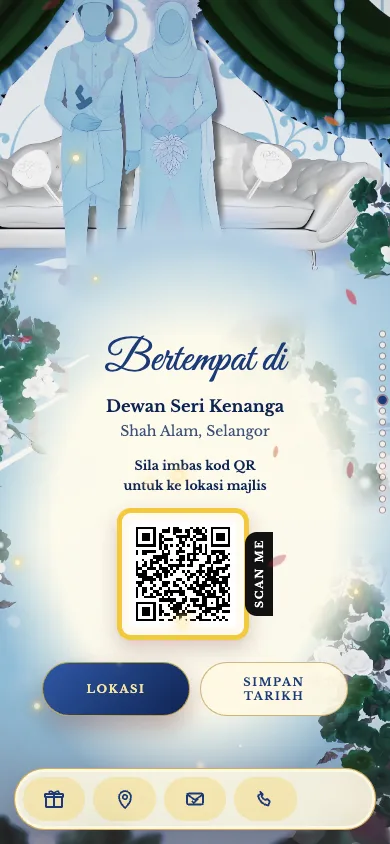 Bertempat di
Dewan Seri Kenanga
Shah Alam, Selangor
Sila imbas kod QR
untuk ke lokasi majlis
SCAN ME
LOKASI
SIMPAN
TARIKH